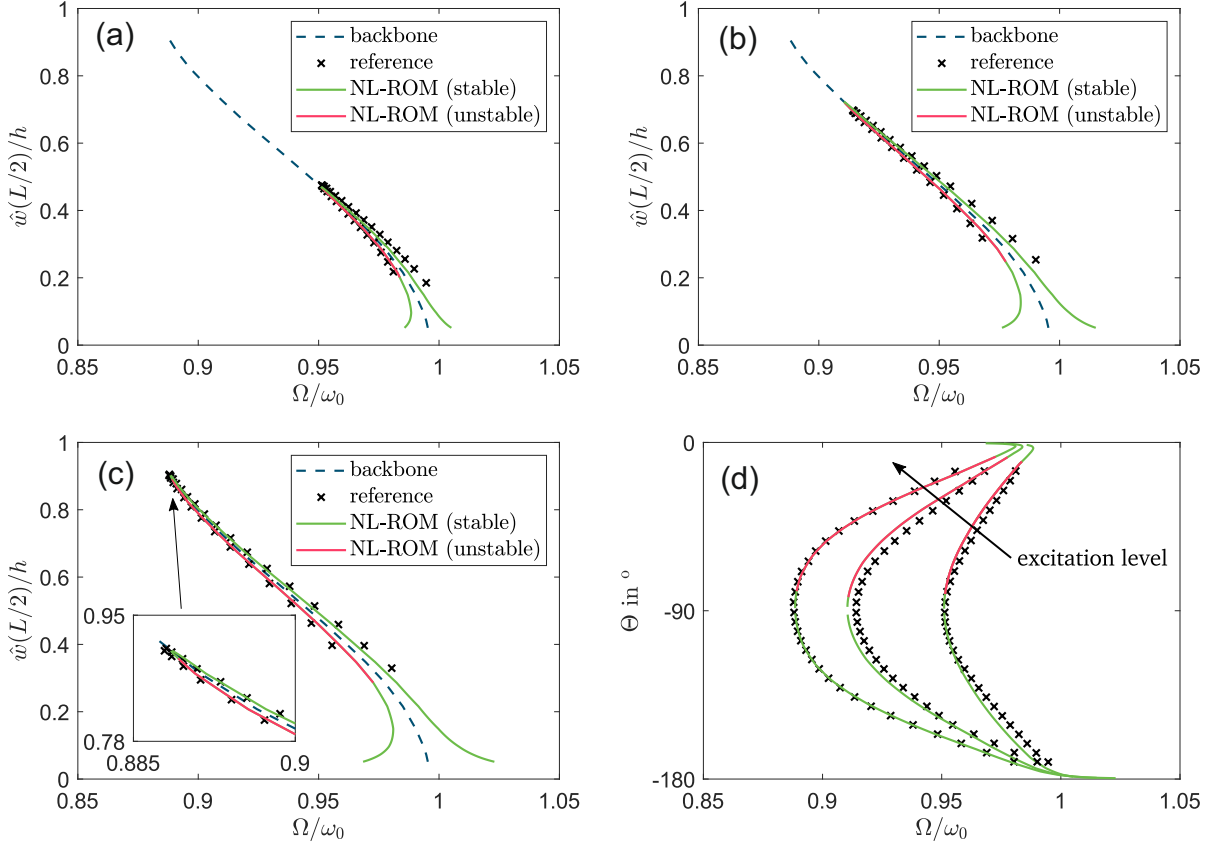 (a)
backbone
reference
NL-ROM (stable)
NL-ROM (unstable)
ŵ(L/2)/h
1
0.8
0.6
0.4
0.2
0
0.85
0.9
0.95
1
1.05
Ω/ω₀
(b)
backbone
reference
NL-ROM (stable)
NL-ROM (unstable)
ŵ(L/2)/h
1
0.8
0.6
0.4
0.2
0
0.85
0.9
0.95
1
1.05
Ω/ω₀
(c)
backbone
reference
NL-ROM (stable)
NL-ROM (unstable)
ŵ(L/2)/h
1
0.8
0.6
0.4
0.2
0
0.95
0.78
0.885
0.9
0.85
0.9
0.95
1
1.05
Ω/ω₀
(d)
excitation level
Θ in °
0
-90
-180
0.85
0.9
0.95
1
1.05
Ω/ω₀